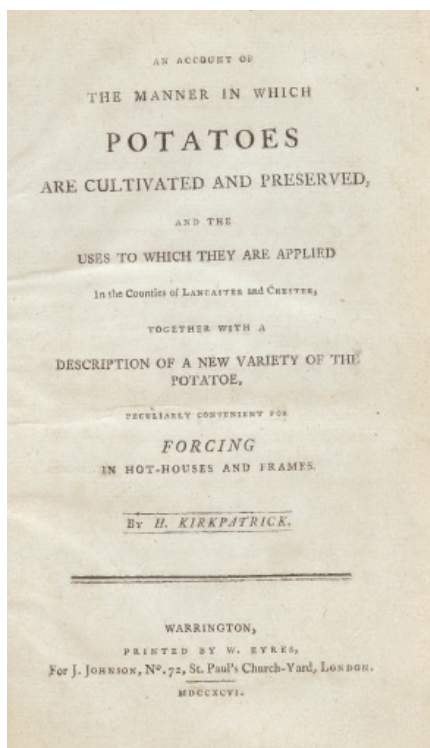 AN ACCOUNT OF
THE MANNER IN WHICH
POTATOES
ARE CULTIVATED AND PRESERVED,
AND THE
USES TO WHICH THEY ARE APPLIED
In the Counties of LANCASTER and CHESTER,
TOGETHER WITH A
DESCRIPTION OF A NEW VARIETY OF THE
POTATOE,
PECULIARLY CONVENIENT FOR
FORCING
IN HOT-HOUSES AND FRAMES.
BY H. KIRKPATRICK.
WARRINGTON,
PRINTED BY W. EYRES,
For J. JOHNSON, No. 72, St. Paul's Church-Yard, LONDON.
MDCCXCVI.